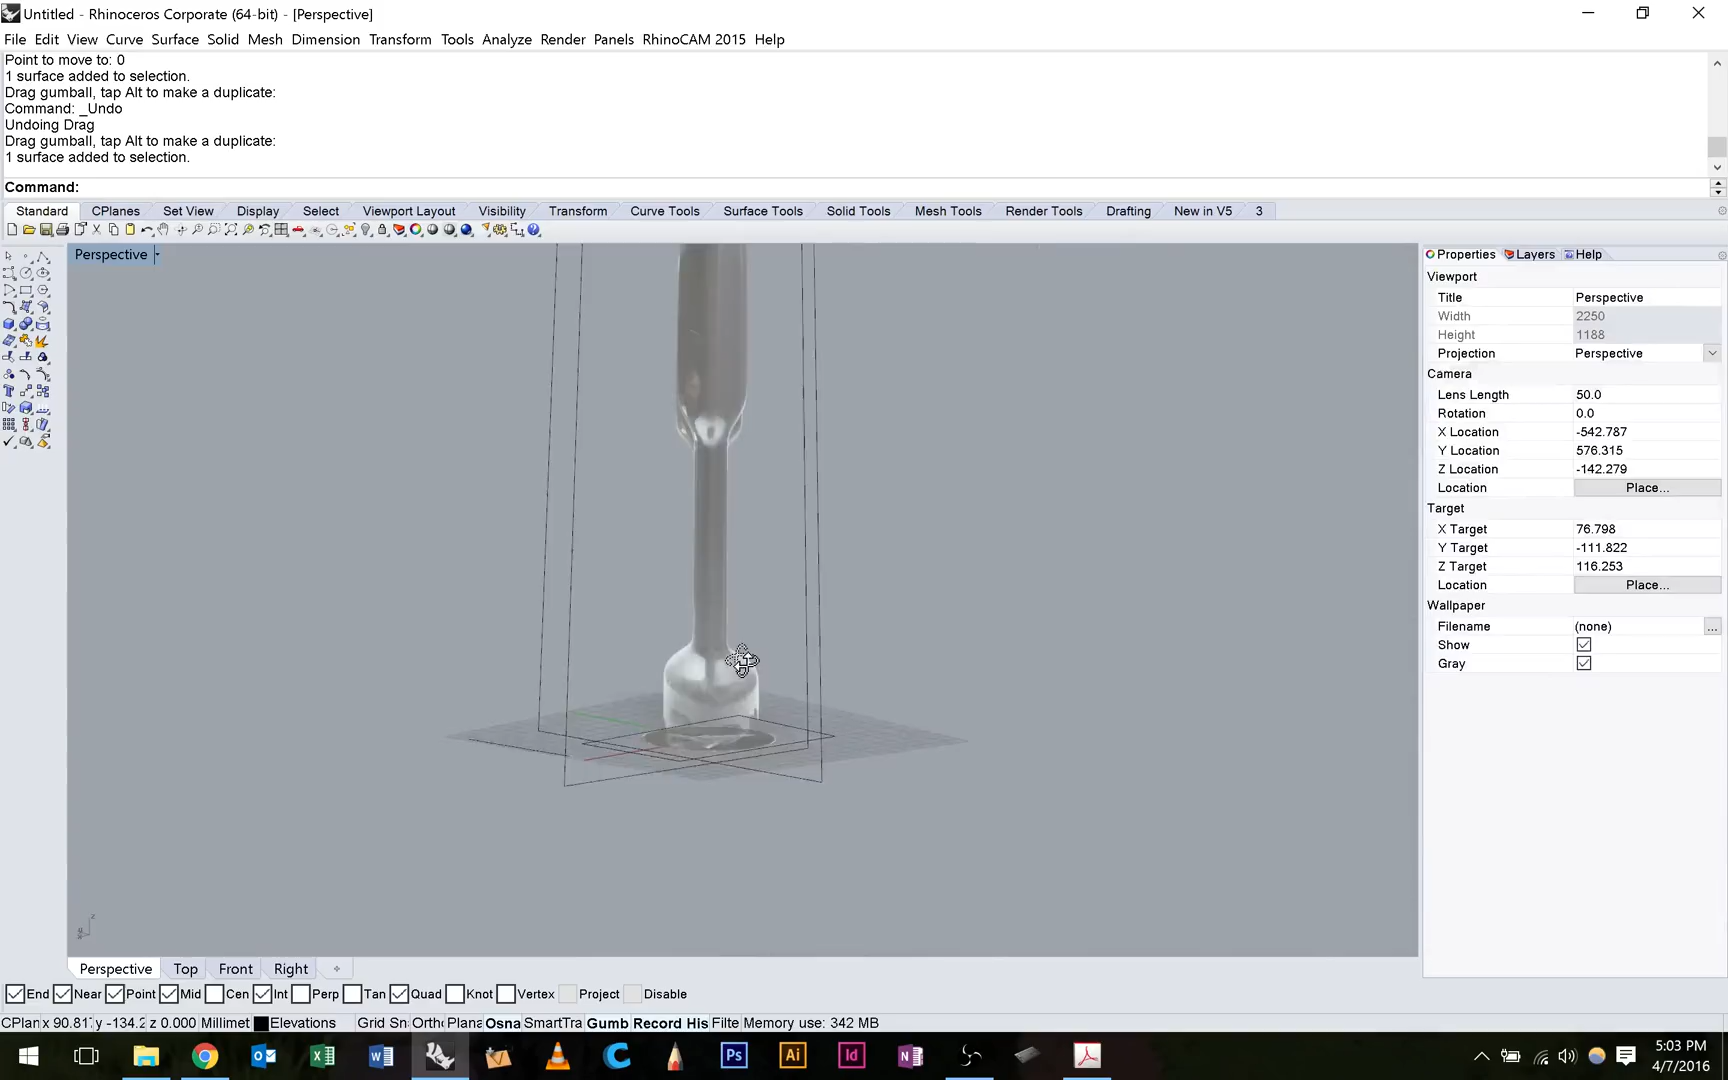 Untitled - Rhinoceros Corporate (64-bit) - [Perspective]
File Edit View Curve Surface Solid Mesh Dimension Transform Tools Analyze Render Panels RhinoCAM 2015 Help
Point to move to: 0
1 surface added to selection.
Drag gumball, tap Alt to make a duplicate:
Command: _Undo
Undoing Drag
Drag gumball, tap Alt to make a duplicate:
1 surface added to selection.
Command:
Standard CPlanes Set View Display Select Viewport Layout Visibility Transform Curve Tools Surface Tools Solid Tools Mesh Tools Render Tools Drafting New in V5 3
Perspective
Properties Layers Help
Viewport
Title Perspective
Width 2250
Height 1188
Projection Perspective
Camera
Lens Length 50.0
Rotation 0.0
X Location -542.787
Y Location 576.315
Z Location -142.279
Location Place...
Target
X Target 76.798
Y Target -111.822
Z Target 116.253
Location Place...
Wallpaper
Filename (none) ...
Show
Gray
z
Perspective Top Front Right
End Near Point Mid Cen Int Perp Tan Quad Knot Vertex Project Disable
CPlan x 90.81 y -134.2 z 0.000 Millimet Elevations Grid Sn Ortho Plana Osna SmartTra Gumb Record His Filte Memory use: 342 MB
Ps Ai Id
5:03 PM
4/7/2016